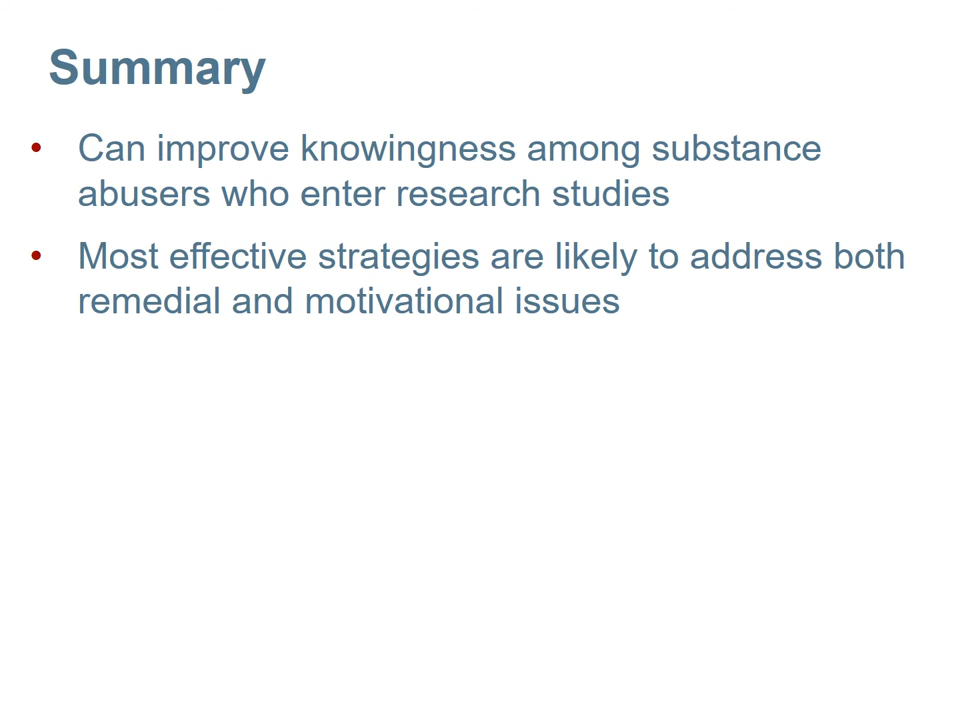 Summary
• Can improve knowingness among substance
abusers who enter research studies
• Most effective strategies are likely to address both
remedial and motivational issues